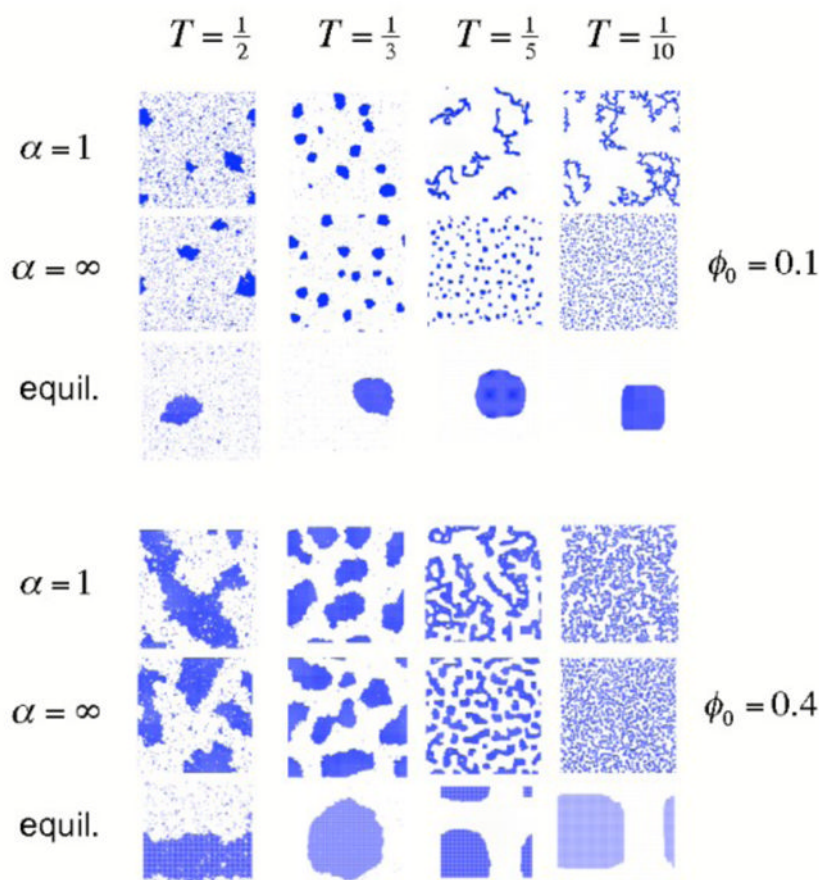 T = 1/2 T = 1/3 T = 1/5 T = 1/10
α = 1
α = ∞ ϕ₀ = 0.1
equil.
α = 1
α = ∞ ϕ₀ = 0.4
equil.